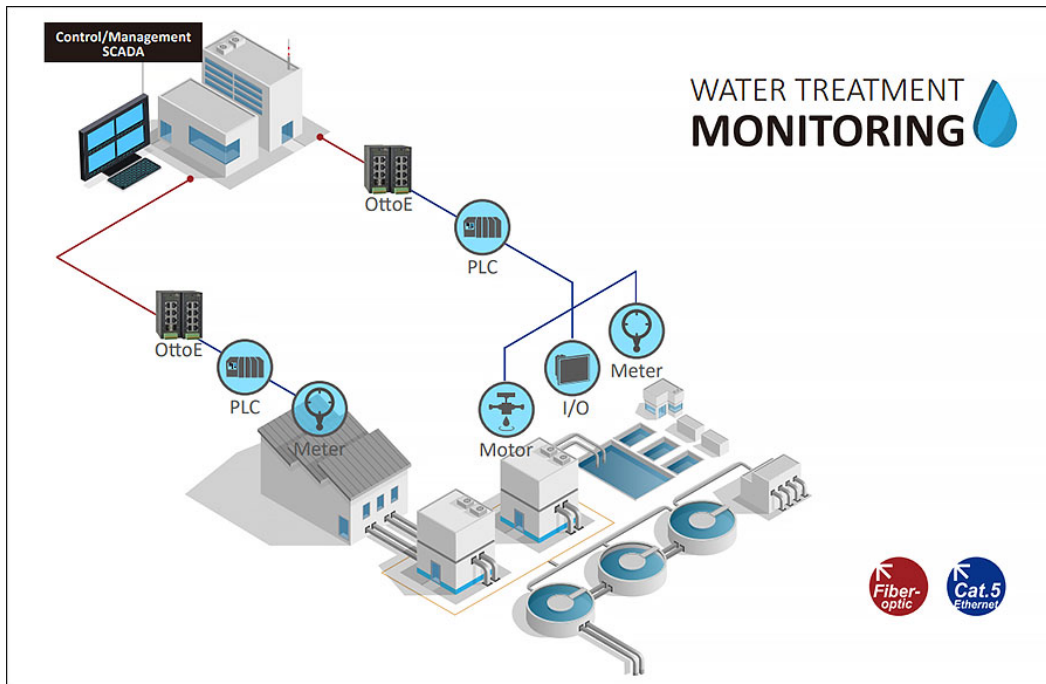 Control/Management
SCADA
WATER TREATMENT
MONITORING
OttoE
PLC
OttoE
PLC
Meter
I/O
Meter
Motor
Fiber-
optic
Cat.5
Ethernet